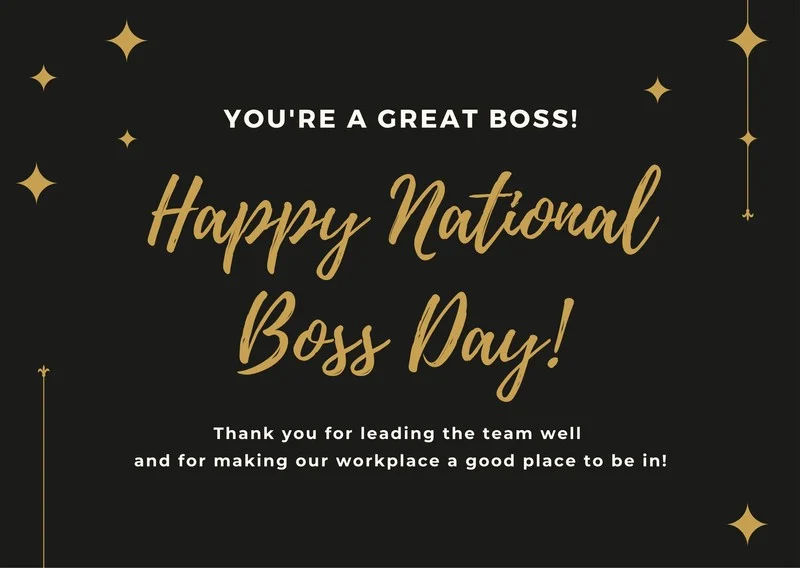 YOU'RE A GREAT BOSS!
Happy National
Boss Day!
Thank you for leading the team well
and for making our workplace a good place to be in!